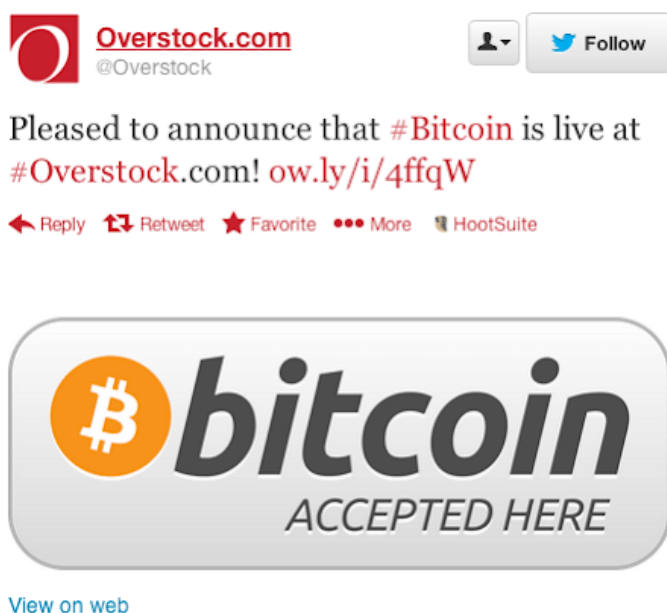 Overstock.com
@Overstock
Follow
Pleased to announce that #Bitcoin is live at
#Overstock.com! ow.ly/i/4ffqW
Reply Retweet Favorite More HootSuite
bitcoin
ACCEPTED HERE
View on web